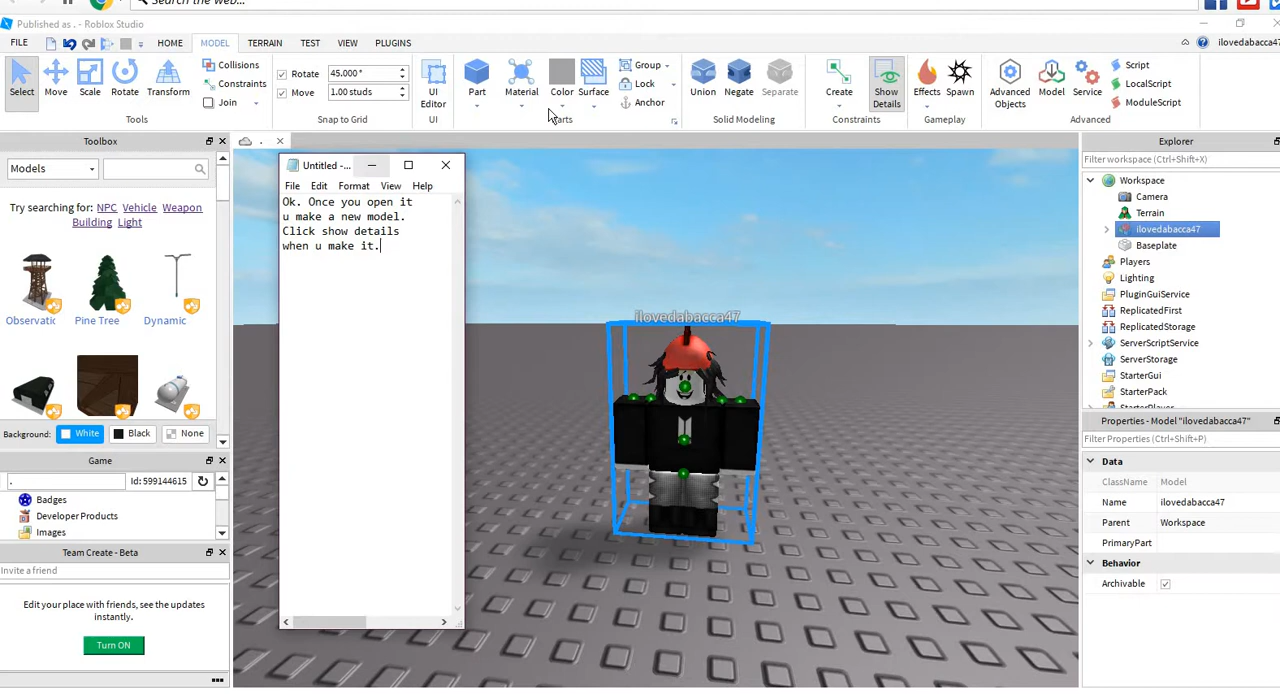 Search the web...
Published as . - Roblox Studio
FILE HOME MODEL TERRAIN TEST VIEW PLUGINS ilovedabacca47
Select Move Scale Rotate Transform
Collisions
Constraints
Join
Tools
Rotate 45.000°
Move 1.00 studs
Snap to Grid
UI Editor
UI
Part Material Color Surface
Group
Lock
Anchor
arts
Union Negate Separate
Solid Modeling
Create Show Details
Constraints
Effects Spawn
Gameplay
Advanced Objects Model Service
Script
LocalScript
ModuleScript
Advanced
Toolbox
Models
Try searching for: NPC Vehicle Weapon
Building Light
Observatic Pine Tree Dynamic
Background: White Black None
Game
. Id: 599144615
Badges
Developer Products
Images
Team Create - Beta
Invite a friend
Edit your place with friends, see the updates
instantly.
Turn ON
.
Untitled -...
File Edit Format View Help
Ok. Once you open it
u make a new model.
Click show details
when u make it.
ilovedabacca47
Explorer
Filter workspace (Ctrl+Shift+X)
Workspace
Camera
Terrain
ilovedabacca47
Baseplate
Players
Lighting
PluginGuiService
ReplicatedFirst
ReplicatedStorage
ServerScriptService
ServerStorage
StarterGui
StarterPack
StarterPlayer
Properties - Model "ilovedabacca47"
Filter Properties (Ctrl+Shift+P)
Data
ClassName Model
Name ilovedabacca47
Parent Workspace
PrimaryPart
Behavior
Archivable